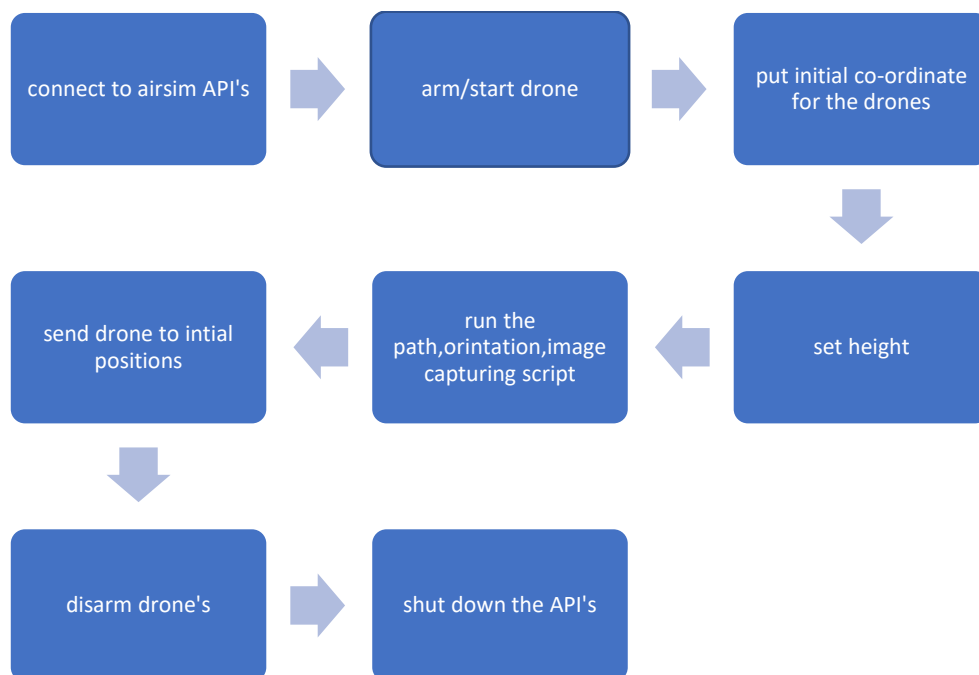 connect to airsim API's
arm/start drone
put initial co-ordinate
for the drones
set height
run the
path,orintation,image
capturing script
send drone to intial
positions
disarm drone's
shut down the API's